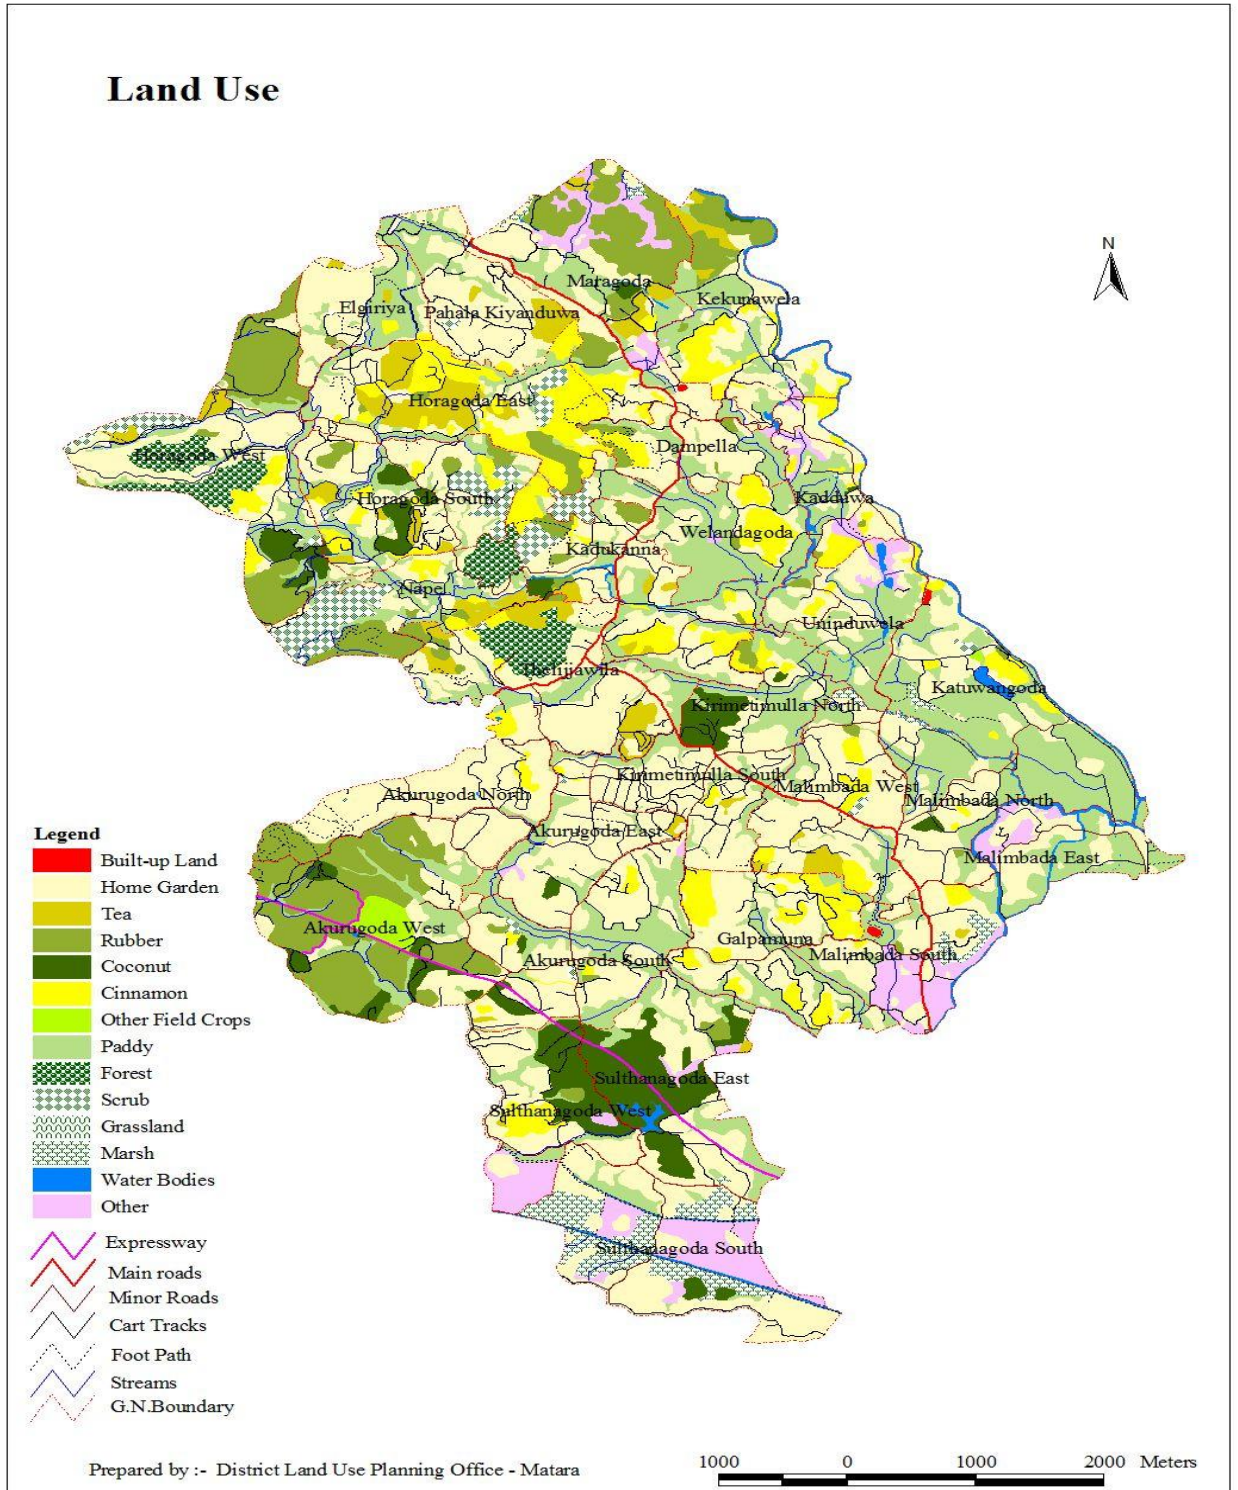 Land Use
N
Maragoda
Kekunawela
Elgiriya
Pahala Kiyanduwa
Horagoda East
Dampella
Horagoda West
Horagoda South
Kadduwa
Welandagoda
Kadukanna
Nape
Uninduwela
Thelijjawila
Katuwangoda
Kirimetimulla North
Kirimetimulla South
Malimbada West
Akurugoda North
Malimbada North
Akurugoda East
Malimbada East
Akurugoda West
Galpamuna
Akurugoda South
Malimbada South
Sulthanagoda East
Sulthanagoda West
Sulthanagoda South
Legend
Built-up Land
Home Garden
Tea
Rubber
Coconut
Cinnamon
Other Field Crops
Paddy
Forest
Scrub
Grassland
Marsh
Water Bodies
Other
Expressway
Main roads
Minor Roads
Cart Tracks
Foot Path
Streams
G.N.Boundary
Prepared by :- District Land Use Planning Office - Matara
1000 0 1000 2000 Meters